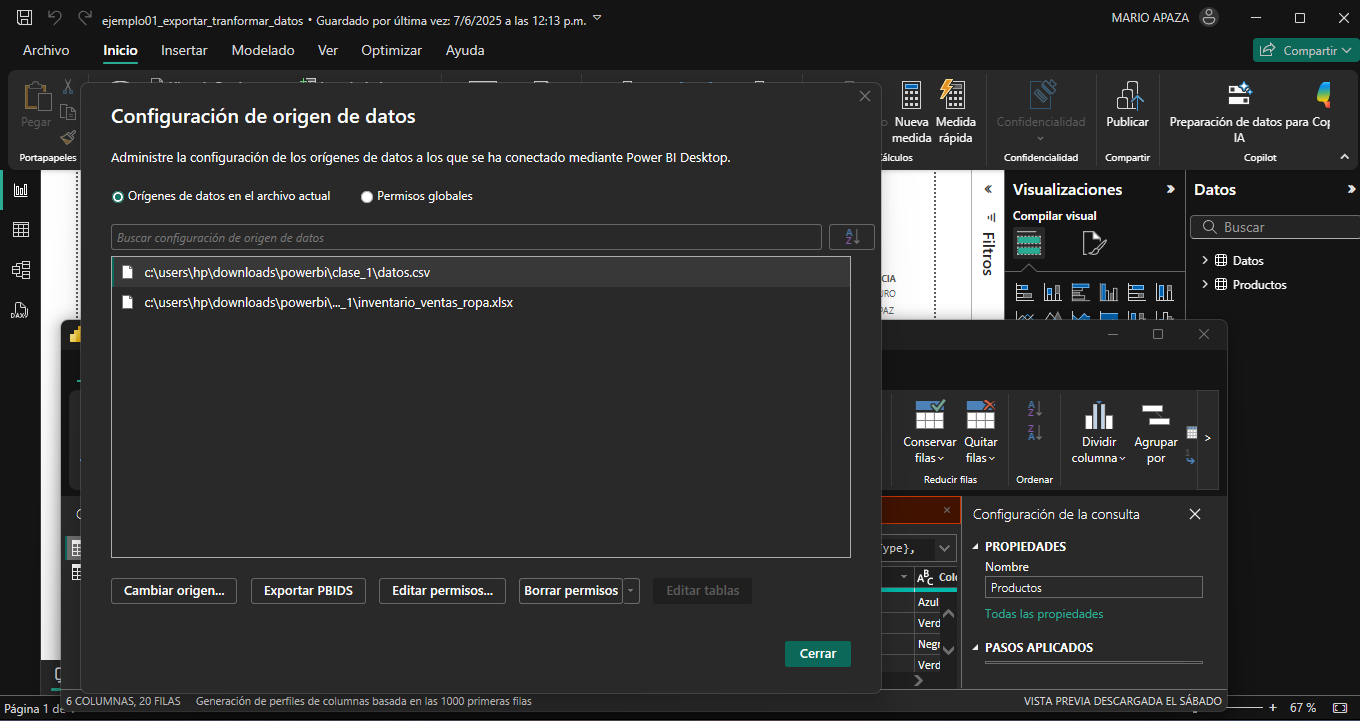 ejemplo01_exportar_tranformar_datos • Guardado por última vez: 7/6/2025 a las 12:13 p.m.
MARIO APAZA
Archivo Inicio Insertar Modelado Ver Optimizar Ayuda
Compartir
Pegar
Portapapeles
Nueva medida
Medida rápida
Confidencialidad
Confidencialidad
Publicar
Compartir
Preparación de datos para
IA
Copilot
Configuración de origen de datos
Administre la configuración de los orígenes de datos a los que se ha conectado mediante Power BI Desktop.
Orígenes de datos en el archivo actual
Permisos globales
Buscar configuración de origen de datos
c:\users\hp\downloads\powerbi\clase_1\datos.csv
c:\users\hp\downloads\powerbi\..._1\inventario_ventas_ropa.xlsx
Cambiar origen...
Exportar PBIDS
Editar permisos...
Borrar permisos
Editar tablas
Cerrar
Filtros
Visualizaciones
Compilar visual
Datos
Buscar
Datos
Productos
Conservar filas
Quitar filas
Reducir filas
Ordenar
Dividir columna
Agrupar por
Configuración de la consulta
PROPIEDADES
Nombre
Productos
Todas las propiedades
PASOS APLICADOS
ype},
Azul
Verd
Negr
Verd
6 COLUMNAS, 20 FILAS
Generación de perfiles de columnas basada en las 1000 primeras filas
VISTA PREVIA DESCARGADA EL SÁBADO
Página 1 de
67 %